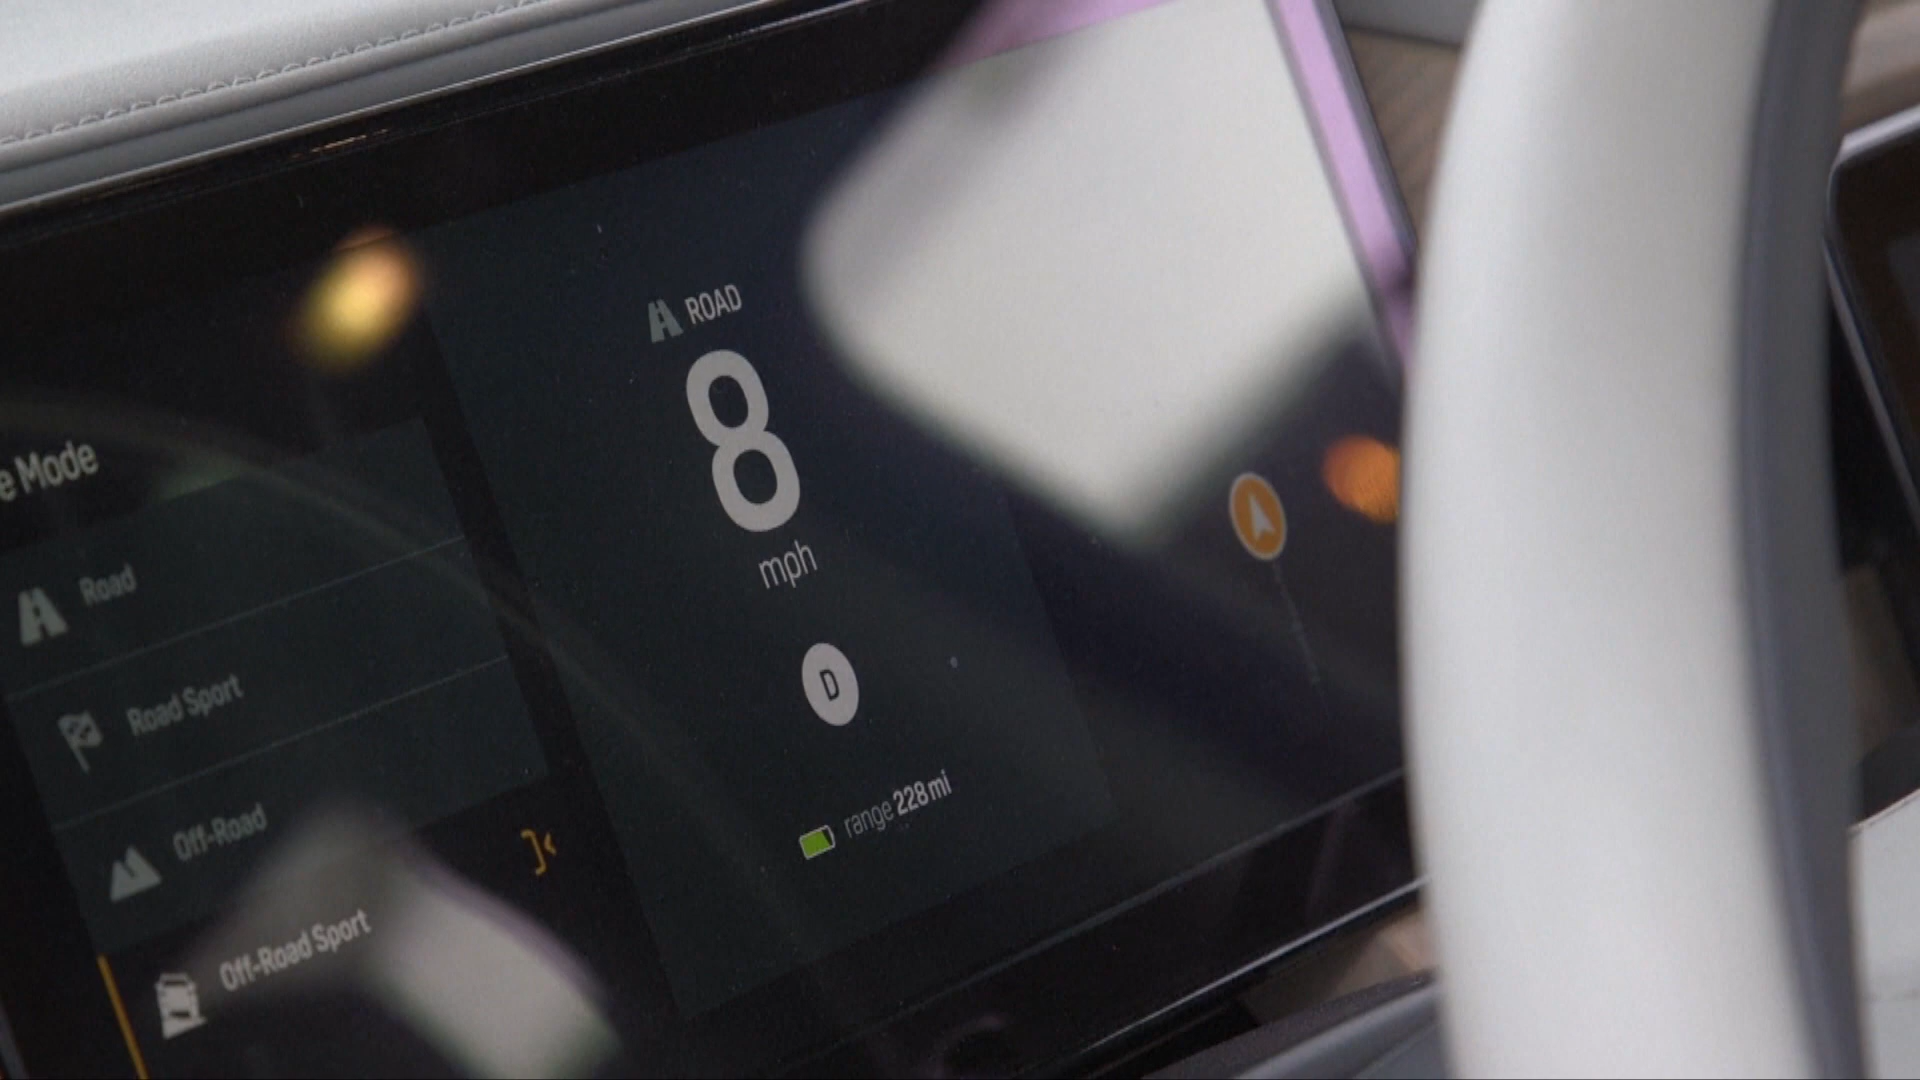 e Mode
Road
Road Sport
Off-Road
Off-Road Sport
ROAD
8
mph
D
range 228 mi